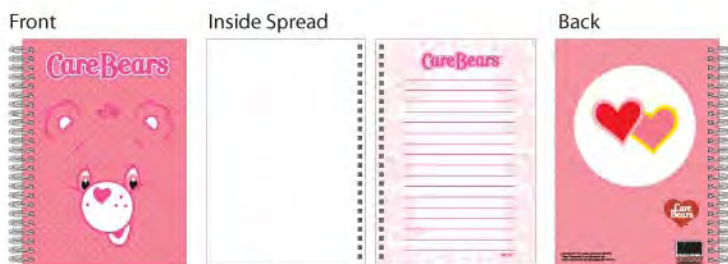 Front
Inside Spread
Back
Care Bears
Care Bears
Care
Bears